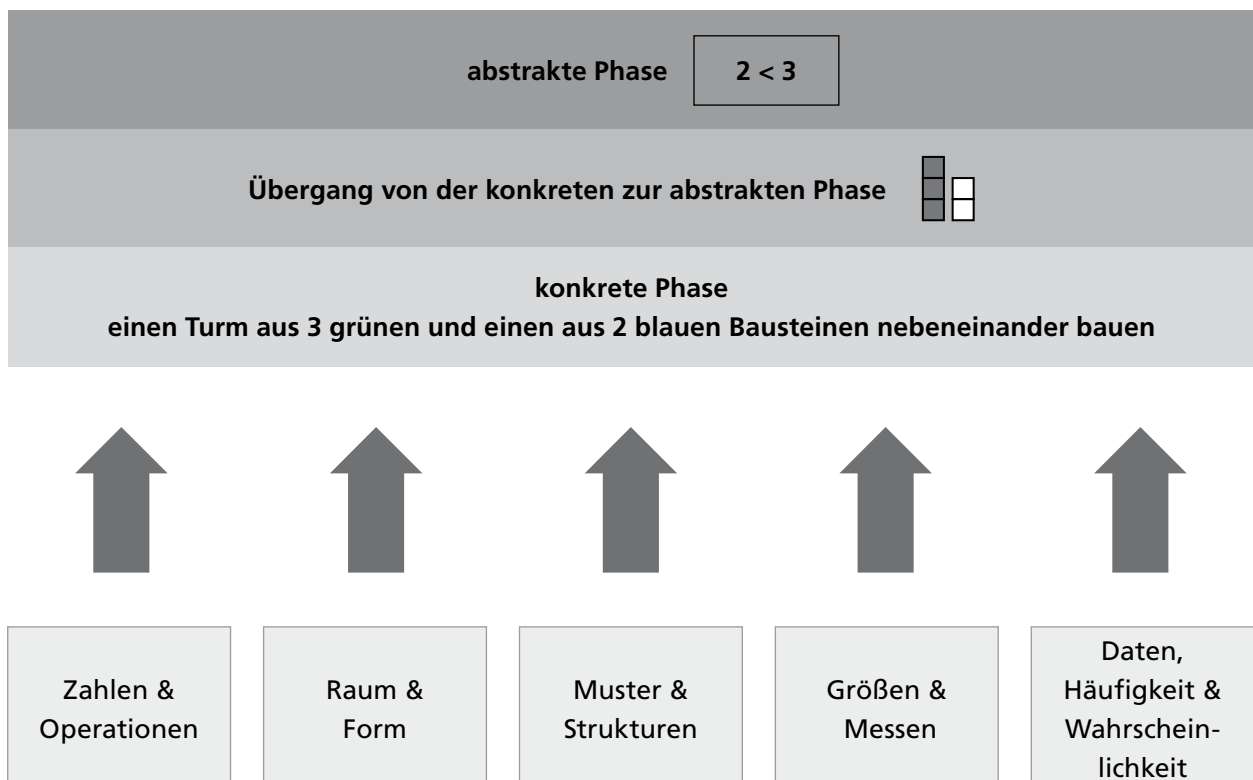 abstrakte Phase 2 < 3
Übergang von der konkreten zur abstrakten Phase
konkrete Phase
einen Turm aus 3 grünen und einen aus 2 blauen Bausteinen nebeneinander bauen
Zahlen &
Operationen
Raum &
Form
Muster &
Strukturen
Größen &
Messen
Daten,
Häufigkeit &
Wahrschein-
lichkeit